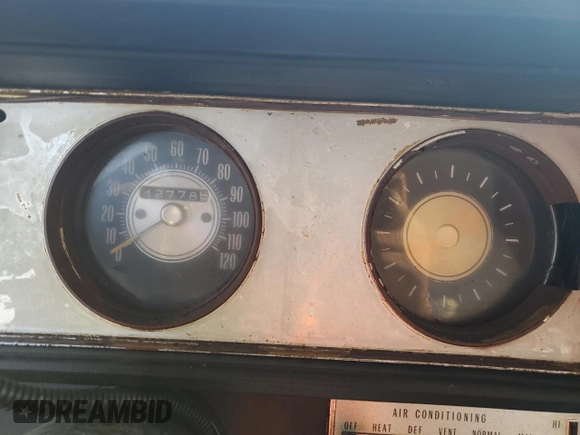 0 10 20 30 40 50 60 70 80 90 100 110 120
42778
AIR CONDITIONING
HI
OFF HEAT DEF VENT NORMAL
DREAMBID